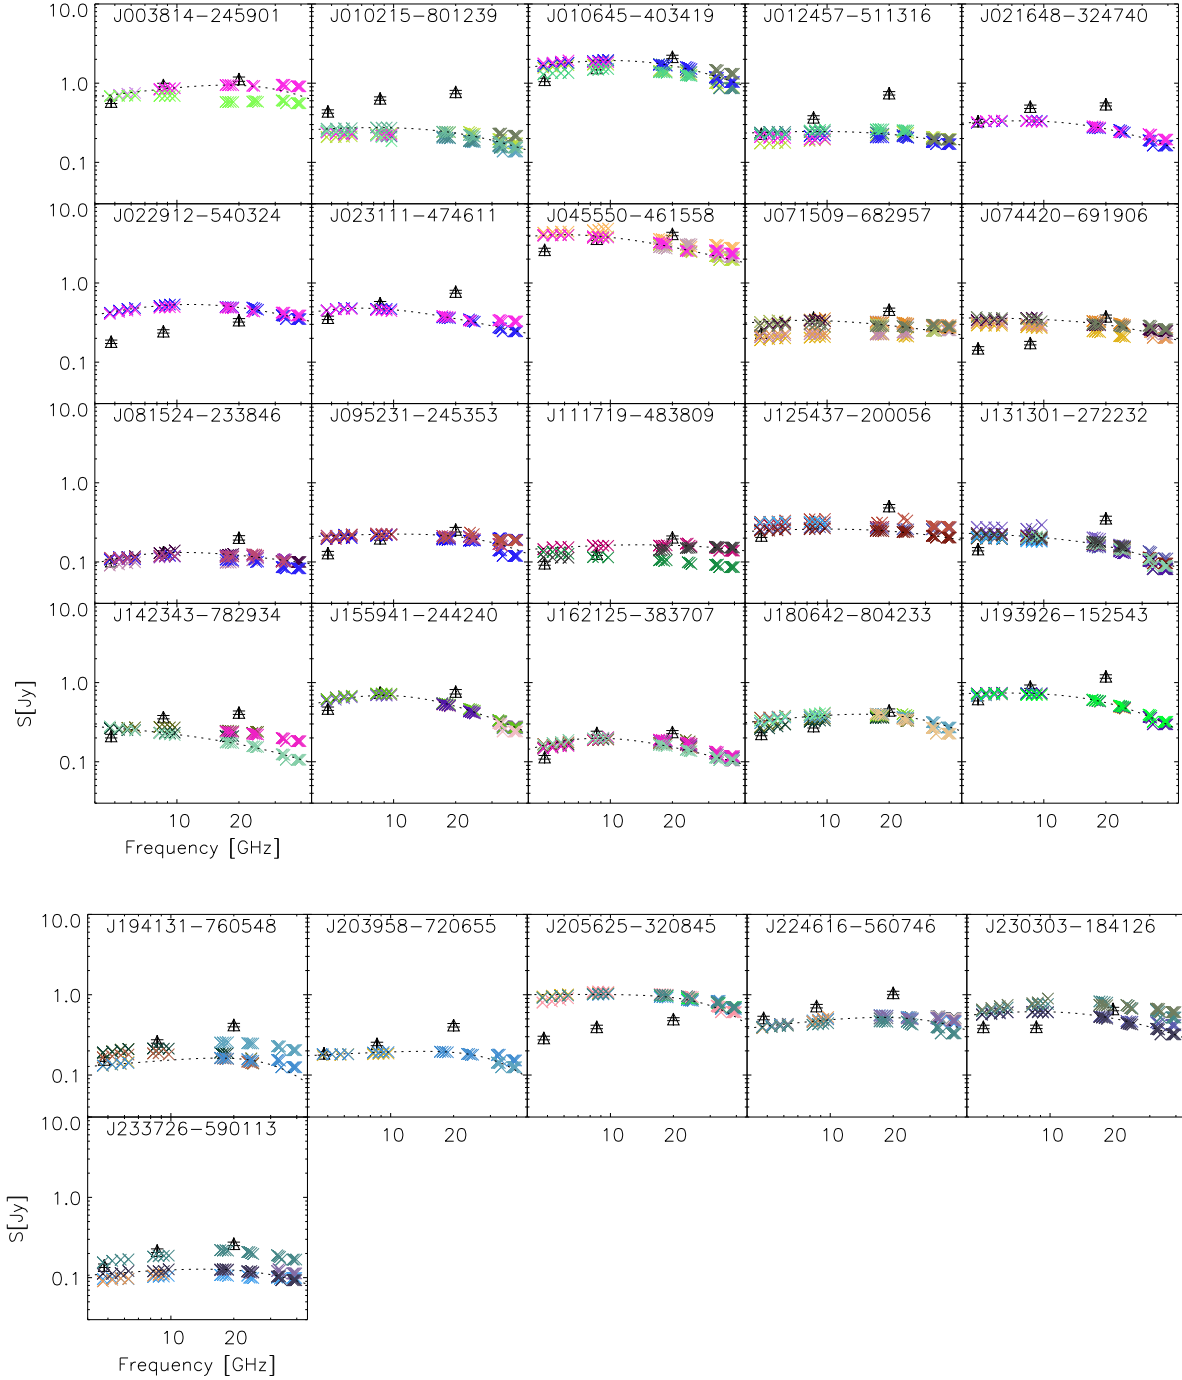 J003814−245901 J010215−801239 J010645−403419 J012457−511316 J021648−324740
10.0
1.0
0.1
J022912−540324 J023111−474611 J045550−461558 J071509−682957 J074420−691906
10.0
1.0
0.1
J081524−233846 J095231−245353 J111719−483809 J125437−200056 J131301−272232
10.0
1.0
0.1
J142343−782934 J155941−244240 J162125−383707 J180642−804233 J193926−152543
10.0
1.0
0.1
S[Jy]
10 20 10 20 10 20 10 20 10 20
Frequency [GHz]
J194131−760548 J203958−720655 J205625−320845 J224616−560746 J230303−184126
10.0
1.0
0.1
10 20 10 20 10 20 10 20
J233726−590113
10.0
1.0
0.1
S[Jy]
10 20
Frequency [GHz]